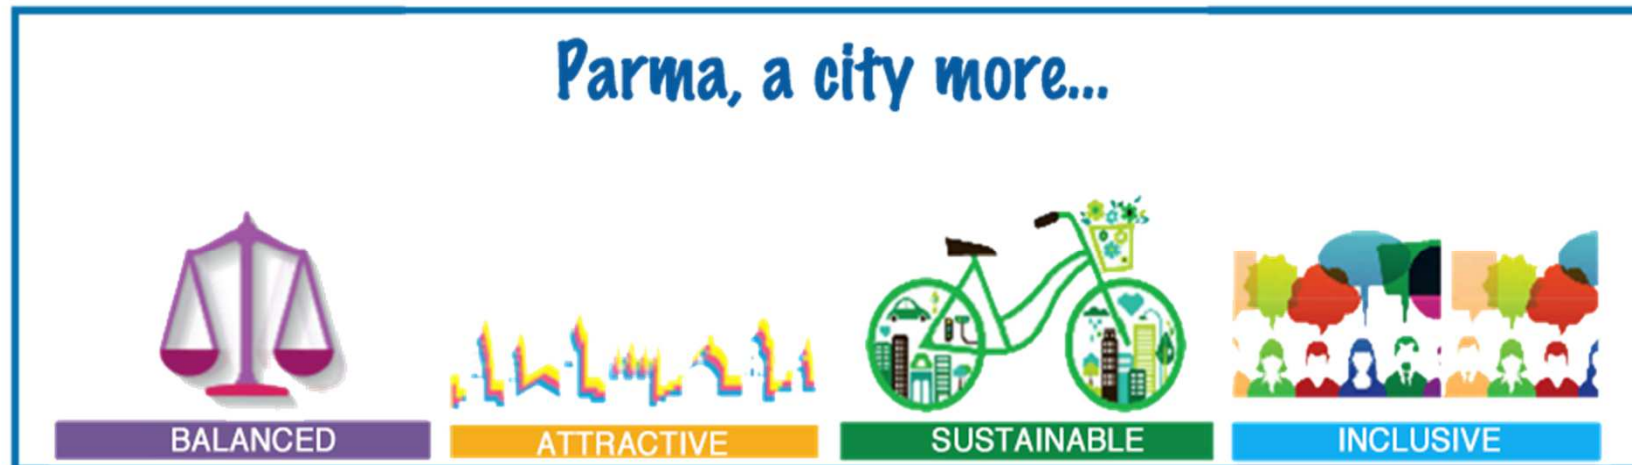 Parma, a city more...
BALANCED
ATTRACTIVE
SUSTAINABLE
INCLUSIVE